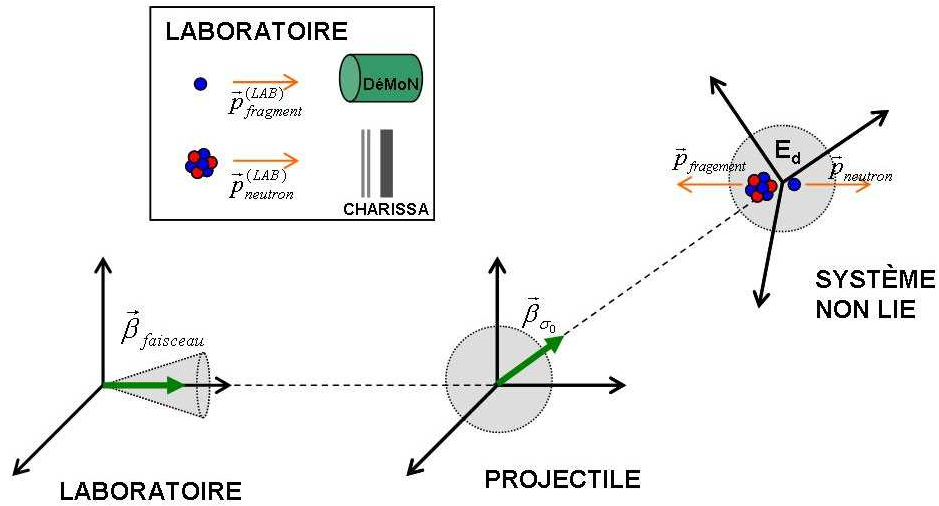 LABORATOIRE
p⃗ fragment (LAB)
DéMoN
p⃗ neutron (LAB)
CHARISSA
E d
p⃗ fragement
p⃗ neutron
SYSTÈME
NON LIE
β⃗ faisceau
β⃗ σ0
LABORATOIRE
PROJECTILE